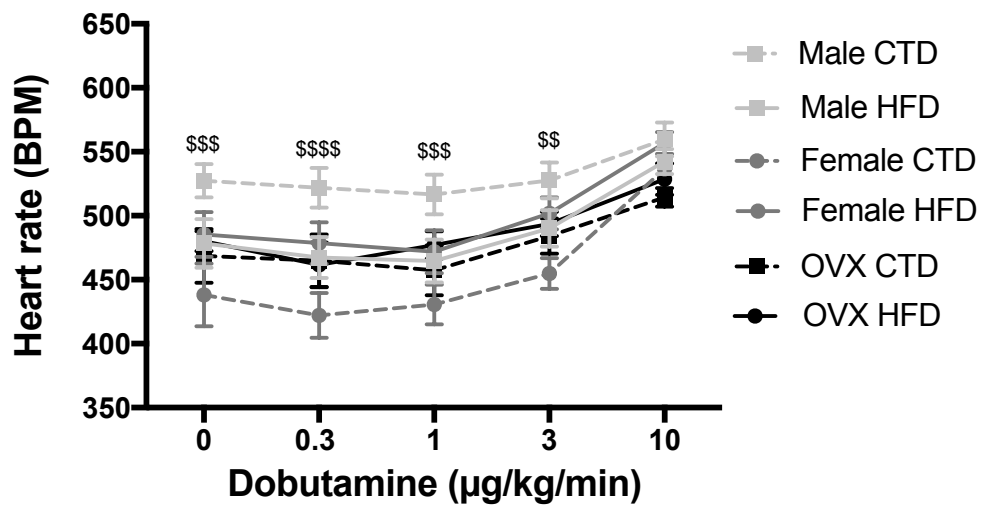 650
600
550
500
450
400
350
Heart rate (BPM)
$$$
$$$$
$$$
$$
0
0.3
1
3
10
Dobutamine (µg/kg/min)
Male CTD
Male HFD
Female CTD
Female HFD
OVX CTD
OVX HFD